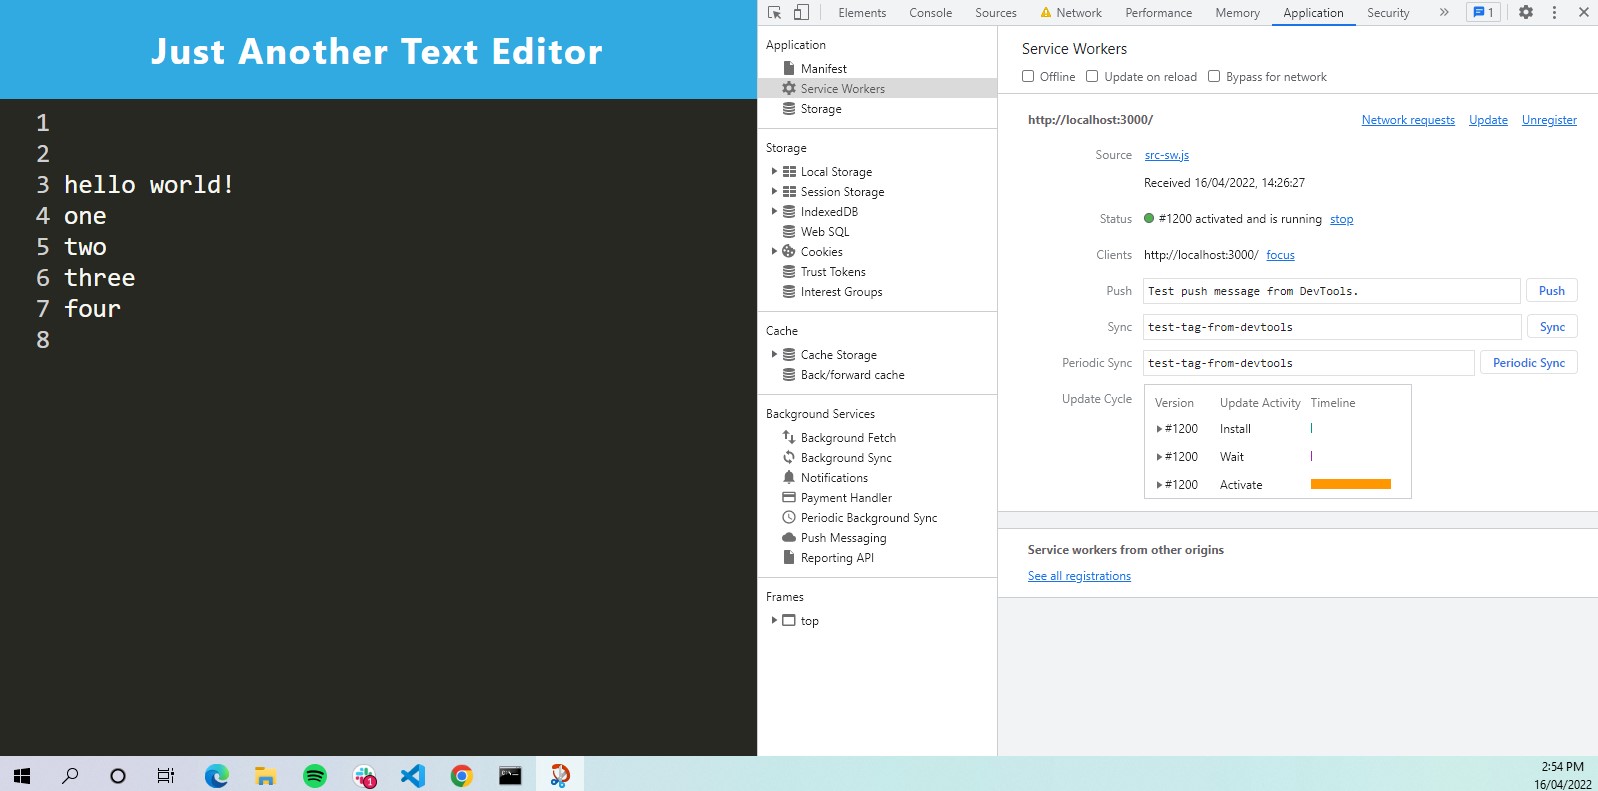 Just Another Text Editor
1
2
3 hello world!
4 one
5 two
6 three
7 four
8
Elements Console Sources Network Performance Memory Application Security » 1
Application
Manifest
Service Workers
Storage
Storage
Local Storage
Session Storage
IndexedDB
Web SQL
Cookies
Trust Tokens
Interest Groups
Cache
Cache Storage
Back/forward cache
Background Services
Background Fetch
Background Sync
Notifications
Payment Handler
Periodic Background Sync
Push Messaging
Reporting API
Frames
top
Service Workers
Offline Update on reload Bypass for network
http://localhost:3000/ Network requests Update Unregister
Source src-sw.js
Received 16/04/2022, 14:26:27
Status #1200 activated and is running stop
Clients http://localhost:3000/ focus
Push Test push message from DevTools. Push
Sync test-tag-from-devtools Sync
Periodic Sync test-tag-from-devtools Periodic Sync
Update Cycle Version Update Activity Timeline
#1200 Install
#1200 Wait
#1200 Activate
Service workers from other origins
See all registrations
1
2:54 PM
16/04/2022